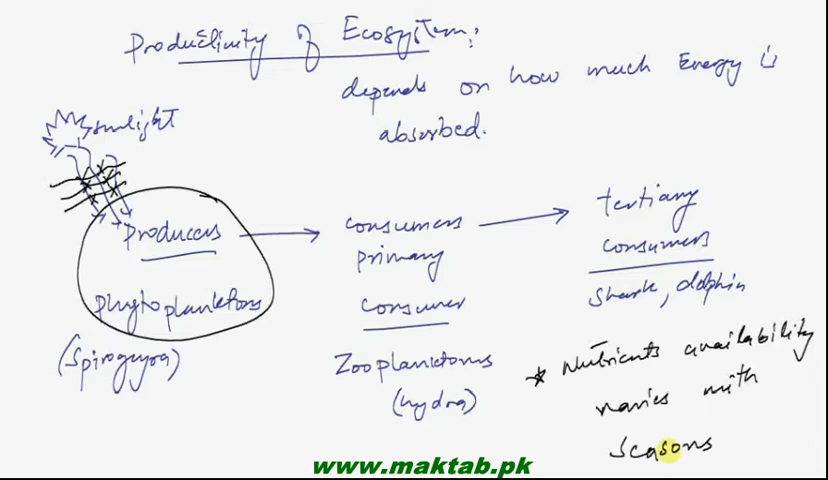 Productivity of Ecosystem:
depends on how much Energy is
absorbed.
sunlight
Producers
Phytoplanktons
(Spirogyra)
consumers
primary
consumer
Zooplanktons
(hydra)
tertiary
consumers
shark, dolphin
* Nutrients availability
varies with
Seasons
www.maktab.pk